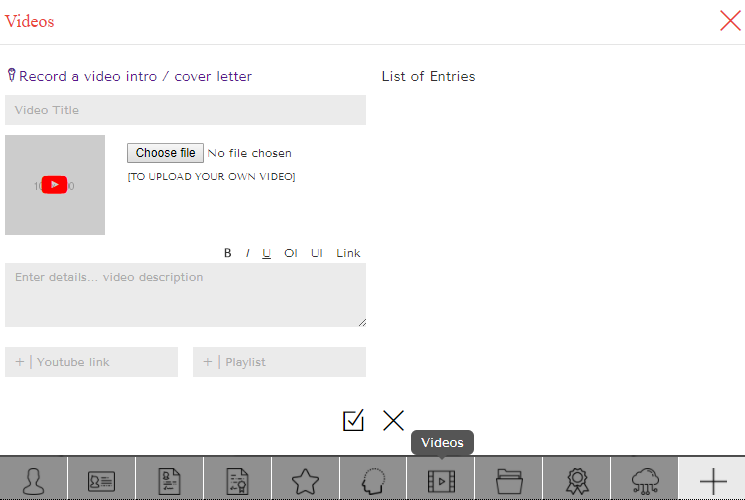 Videos
Record a video intro / cover letter
List of Entries
Video Title
Choose file No file chosen
[TO UPLOAD YOUR OWN VIDEO]
B I U Ol Ul Link
Enter details... video description
+ | Youtube link
+ | Playlist
Videos